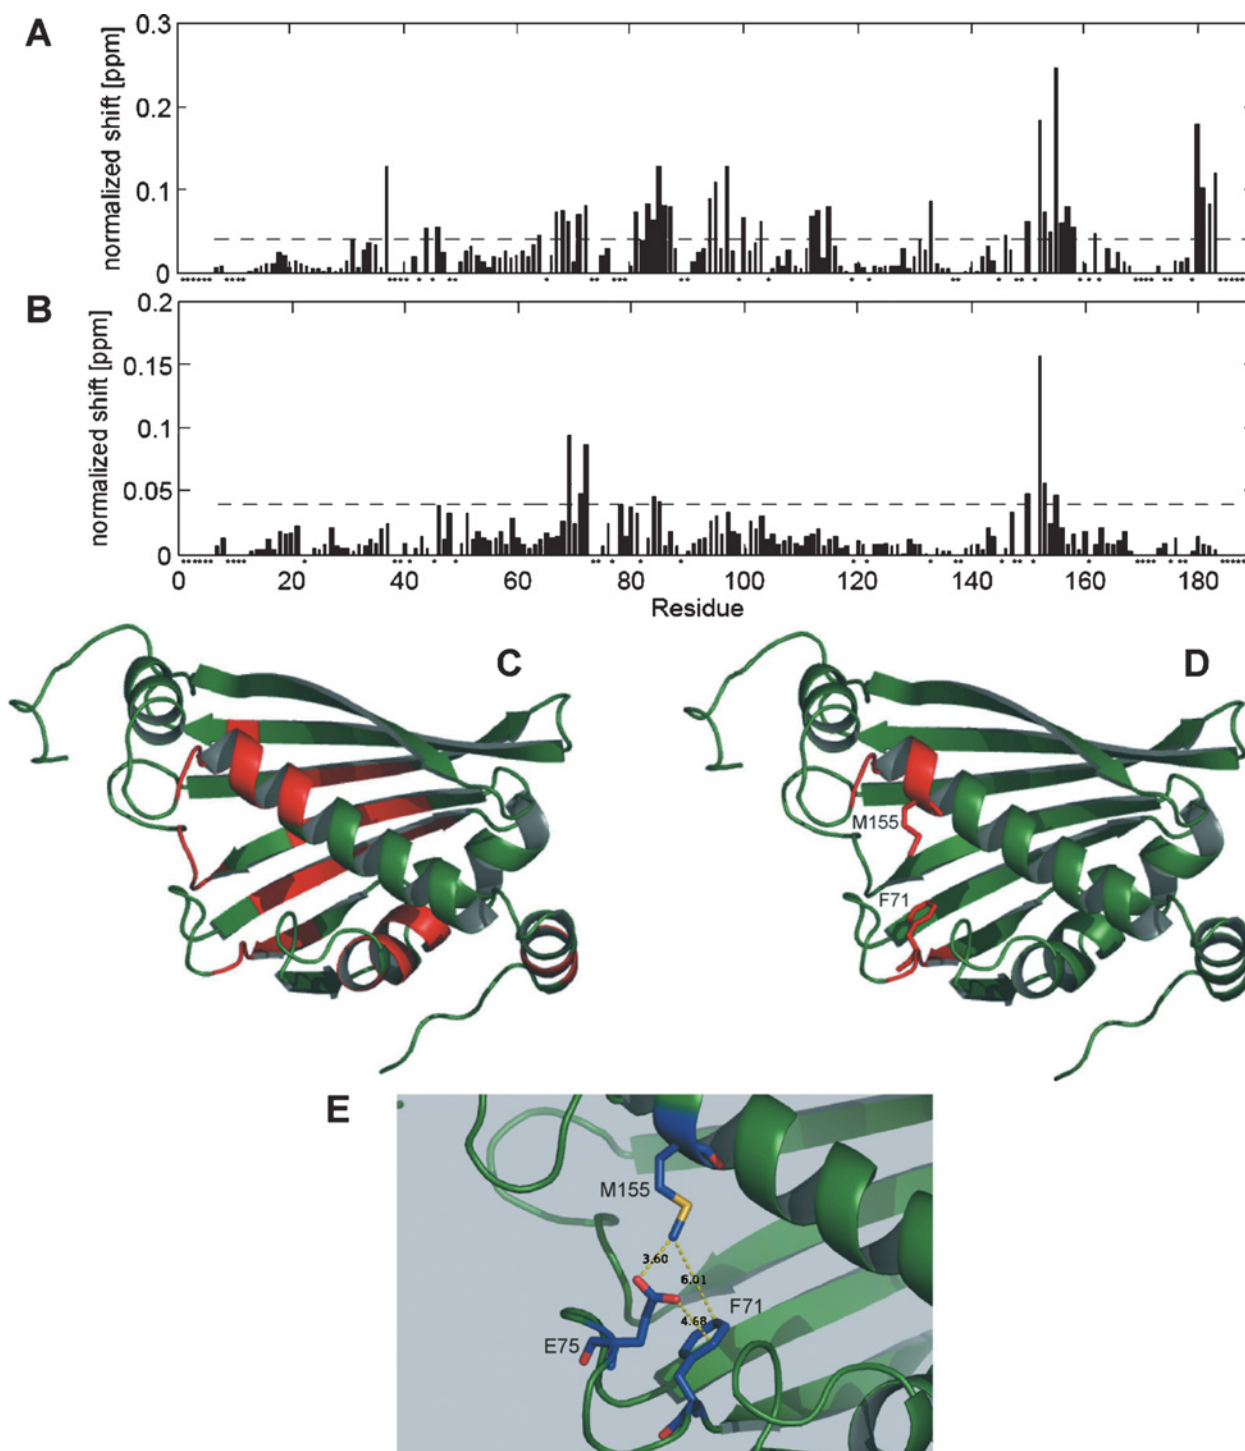 A
normalized shift [ppm]
0.3
0.2
0.1
0
****** **** **** * * ** * ** *** ** * * * * ** * ** * * * * **** ** * *****
B
normalized shift [ppm]
0.2
0.15
0.1
0.05
0
0 20 40 60 80 100 120 140 160 180
Residue
C
D
M155
F71
E
M155
3.60
6.01
F71
4.68
E75